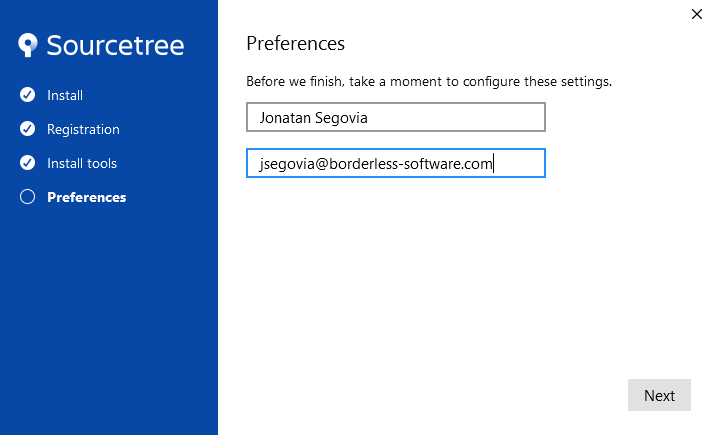 Sourcetree
Install
Registration
Install tools
Preferences
Preferences
Before we finish, take a moment to configure these settings.
Jonatan Segovia
jsegovia@borderless-software.com
Next